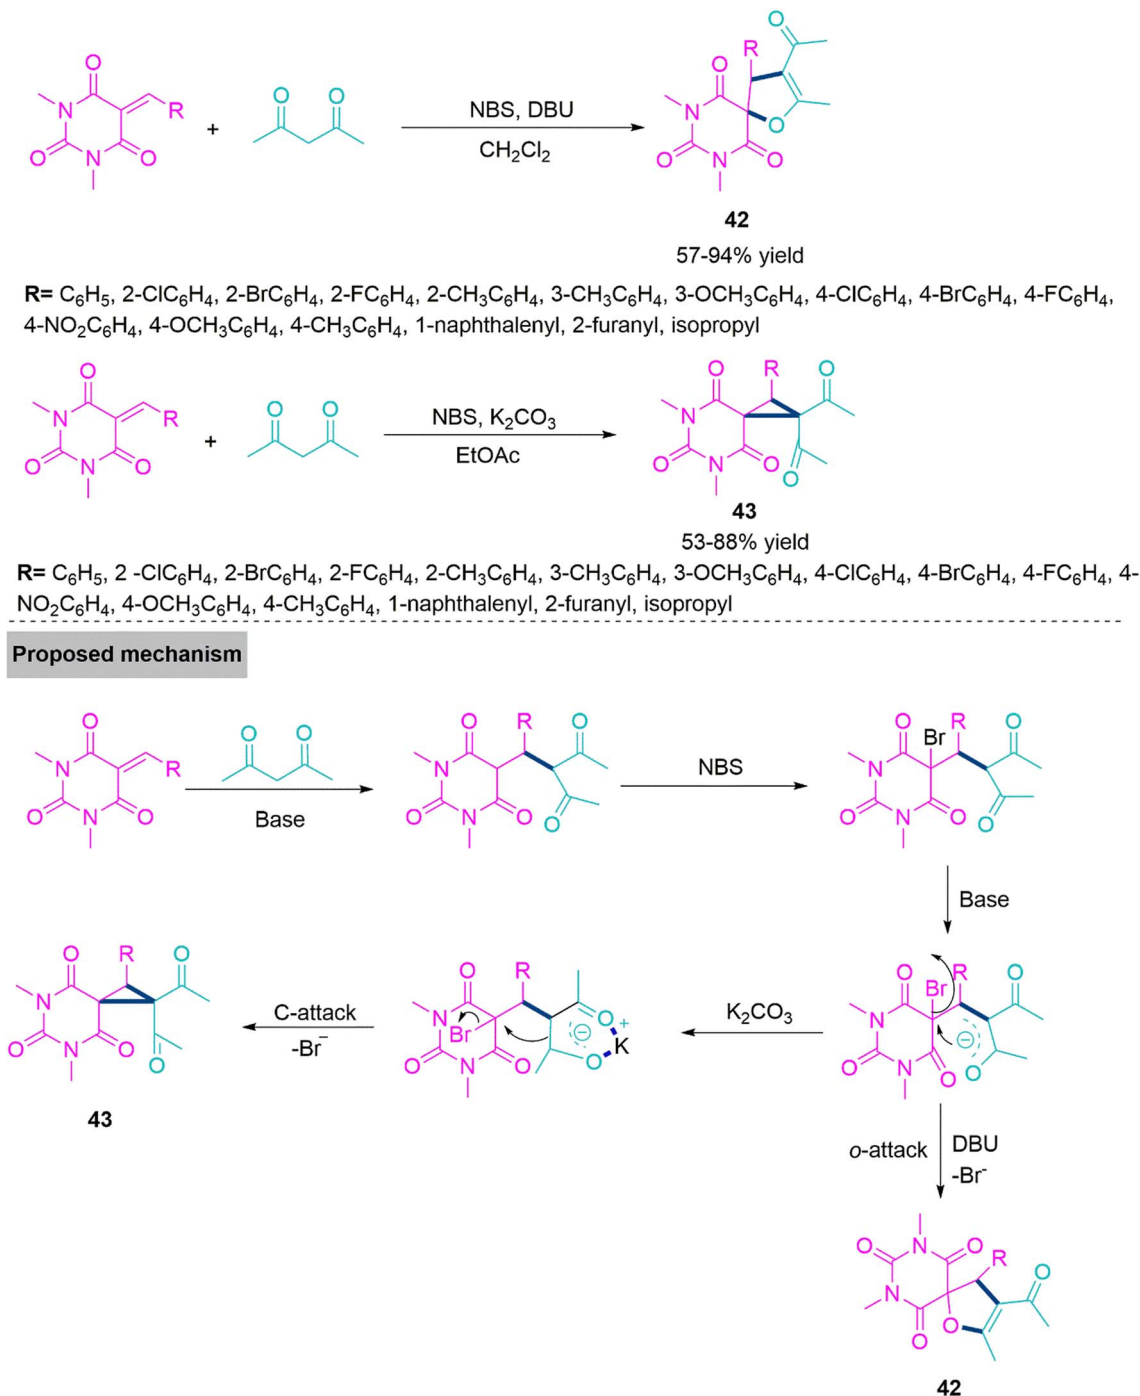 O
R
O
O
N
R
O
N
O
+
O
O
NBS, DBU
CH₂Cl₂
O
N
O
N
O
O
42
57-94% yield
R= C₆H₅, 2-ClC₆H₄, 2-BrC₆H₄, 2-FC₆H₄, 2-CH₃C₆H₄, 3-CH₃C₆H₄, 3-OCH₃C₆H₄, 4-ClC₆H₄, 4-BrC₆H₄, 4-FC₆H₄,
4-NO₂C₆H₄, 4-OCH₃C₆H₄, 4-CH₃C₆H₄, 1-naphthalenyl, 2-furanyl, isopropyl
O
N
R
O
N
O
+
O
O
NBS, K₂CO₃
EtOAc
O
R
O
N
O
N
O
O
43
53-88% yield
R= C₆H₅, 2 -ClC₆H₄, 2-BrC₆H₄, 2-FC₆H₄, 2-CH₃C₆H₄, 3-CH₃C₆H₄, 3-OCH₃C₆H₄, 4-ClC₆H₄, 4-BrC₆H₄, 4-FC₆H₄, 4-
NO₂C₆H₄, 4-OCH₃C₆H₄, 4-CH₃C₆H₄, 1-naphthalenyl, 2-furanyl, isopropyl
Proposed mechanism
O
N
R
O
N
O
O
O
Base
O
R
O
N
O
N
O
O
NBS
O
Br
R
O
N
O
N
O
O
Base
O
R
O
N
O
N
O
O
43
C-attack
-Br⁻
O
R
N
Br
O
N
O
O
O
K
+
−
K₂CO₃
O
Br
R
O
N
O
N
O
O
−
o-attack
DBU
-Br⁻
O
N
O
R
N
O
O
O
42